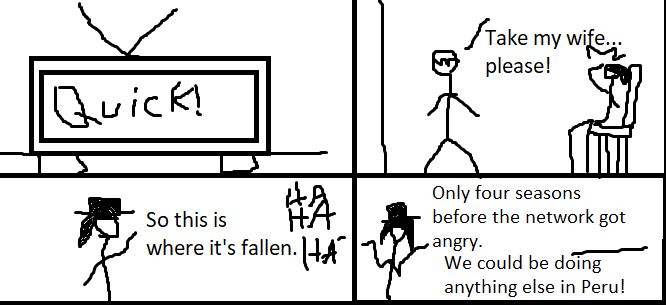 Quick!
Take my wife...
please!
So this is
where it's fallen.
HA
HA
HA
Only four seasons
before the network got
angry.
We could be doing
anything else in Peru!